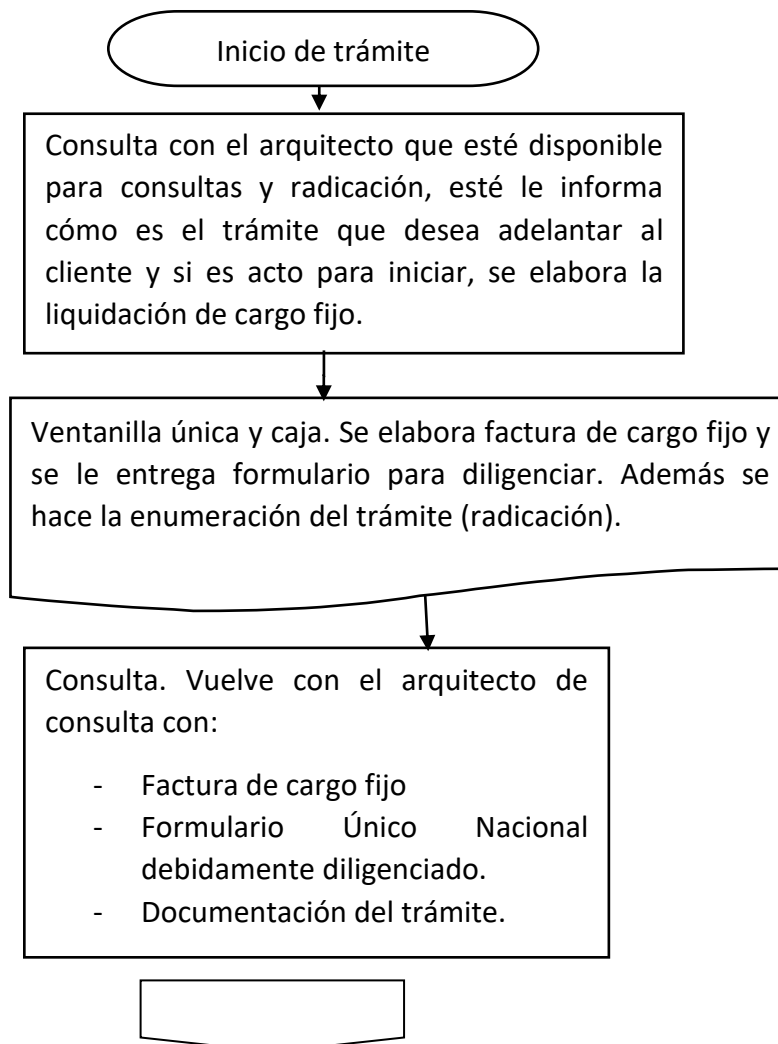 Inicio de trámite
Consulta con el arquitecto que esté disponible
para consultas y radicación, esté le informa
cómo es el trámite que desea adelantar al
cliente y si es acto para iniciar, se elabora la
liquidación de cargo fijo.
Ventanilla única y caja. Se elabora factura de cargo fijo y
se le entrega formulario para diligenciar. Además se
hace la enumeración del trámite (radicación).
Consulta. Vuelve con el arquitecto de
consulta con:
- Factura de cargo fijo
- Formulario Único Nacional
debidamente diligenciado.
- Documentación del trámite.